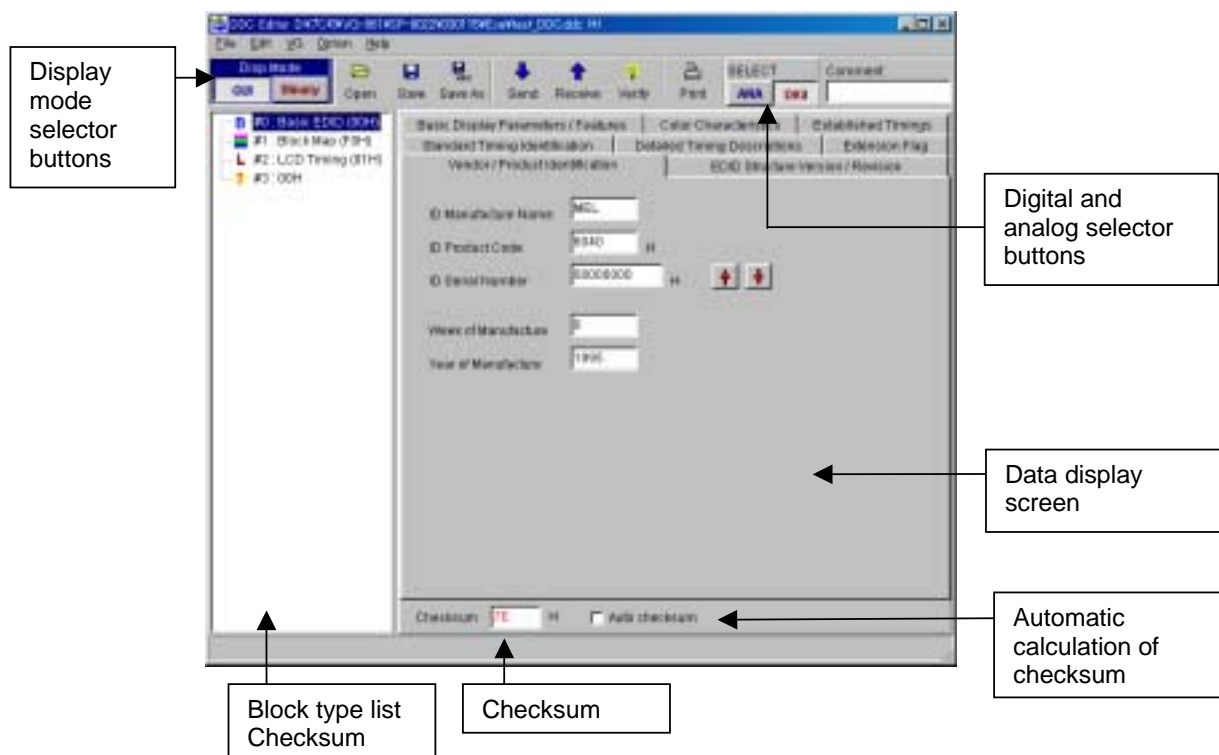 File Edit VG Option Help
Disp Mode
GUI Binary
Open Save Save As Send Receive Verify Print
SELECT
ANA
Comment
Display
mode
selector
buttons
#0 : Basic EDID (00H)
#1 : Block Map (F0H)
#2 : LCD Timing (01H)
#3 : 00H
Basic Display Parameters / Features Color Characteristics Established Timings
Standard Timing Identification Detailed Timing Descriptions Extension Flag
Vendor / Product Identification EDID Structure Version / Revision
ID Manufacture Name MEL
ID Product Code H
ID Serial Number 00000000 H
Week of Manufacture
Year of Manufacture
Digital and
analog selector
buttons
Data display
screen
Checksum 7E H Auto checksum
Automatic
calculation of
checksum
Block type list
Checksum
Checksum